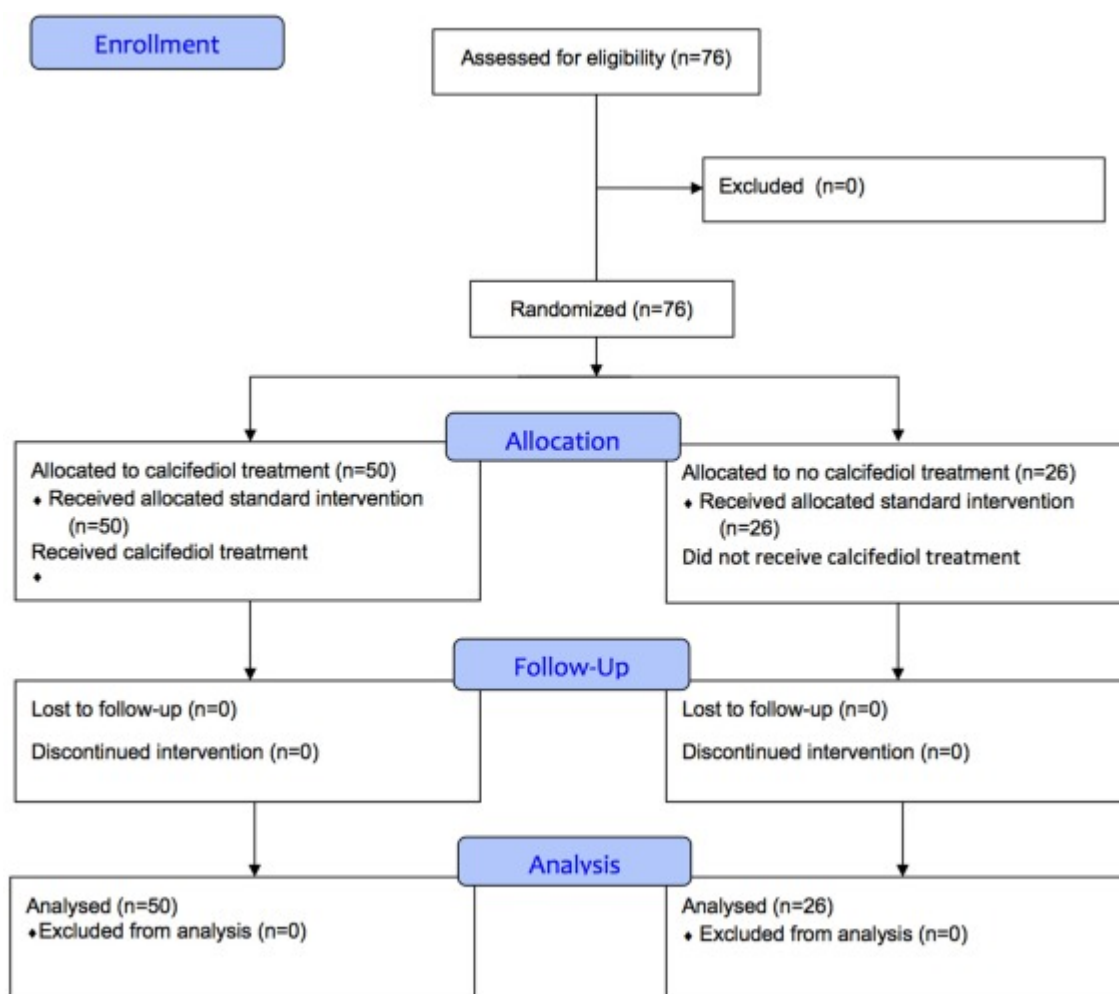 Enrollment
Assessed for eligibility (n=76)
Excluded  (n=0)
Randomized (n=76)
Allocation
Allocated to calcifediol treatment (n=50)
♦ Received allocated standard intervention
(n=50)
Received calcifediol treatment
♦
Allocated to no calcifediol treatment (n=26)
♦ Received allocated standard intervention
(n=26)
Did not receive calcifediol treatment
Follow-Up
Lost to follow-up (n=0)
Discontinued intervention (n=0)
Lost to follow-up (n=0)
Discontinued intervention (n=0)
Analysis
Analysed (n=50)
♦Excluded from analysis (n=0)
Analysed (n=26)
♦ Excluded from analysis (n=0)